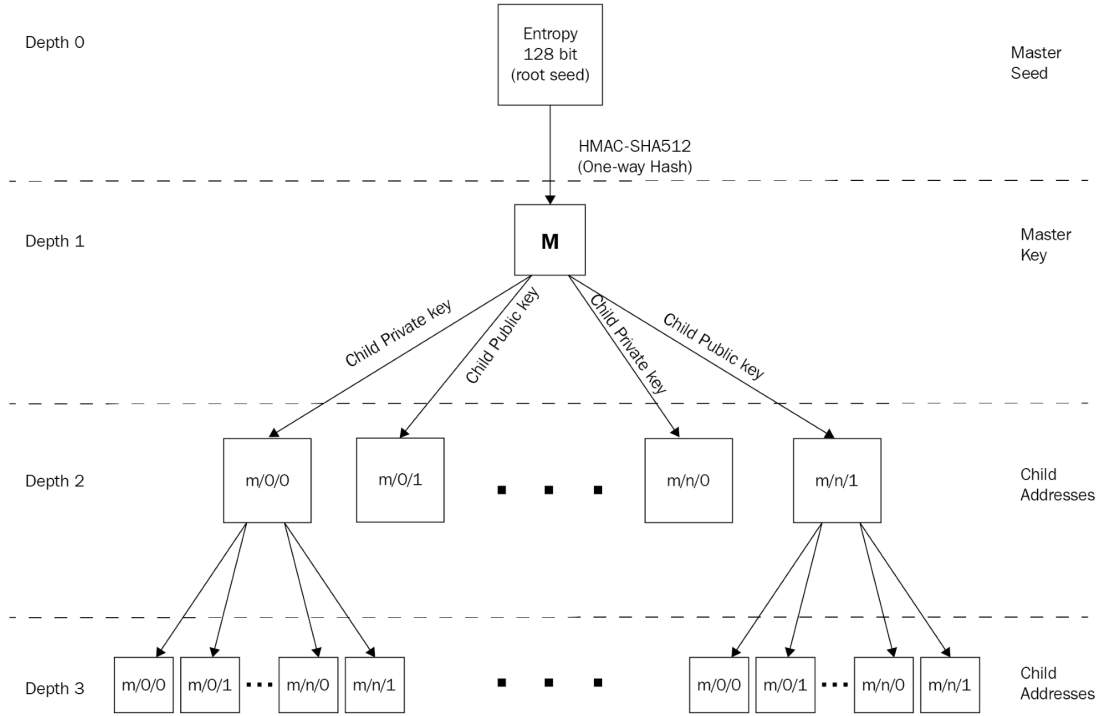 Depth 0
Entropy
128 bit
(root seed)
Master
Seed
HMAC-SHA512
(One-way Hash)
Depth 1
M
Master
Key
Child Private key
Child Public key
Child Private key
Child Public key
Depth 2
m/0/0
m/0/1
m/n/0
m/n/1
Child
Addresses
Depth 3
m/0/0
m/0/1
m/n/0
m/n/1
m/0/0
m/0/1
m/n/0
m/n/1
Child
Addresses